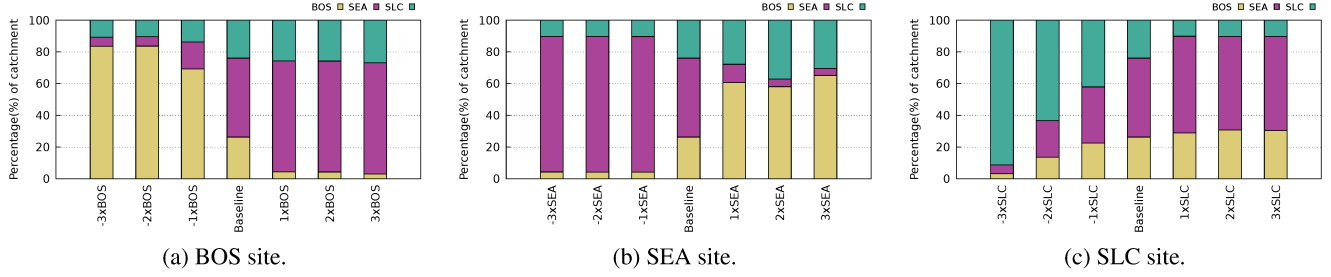 BOS SEA SLC
Percentage(%) of catchment
100
80
60
40
20
0
-3xBOS
-2xBOS
-1xBOS
Baseline
1xBOS
2xBOS
3xBOS
(a) BOS site.
BOS SEA SLC
Percentage(%) of catchment
100
80
60
40
20
0
-3xSEA
-2xSEA
-1xSEA
Baseline
1xSEA
2xSEA
3xSEA
(b) SEA site.
BOS SEA SLC
Percentage(%) of catchment
100
80
60
40
20
0
-3xSLC
-2xSLC
-1xSLC
Baseline
1xSLC
2xSLC
3xSLC
(c) SLC site.